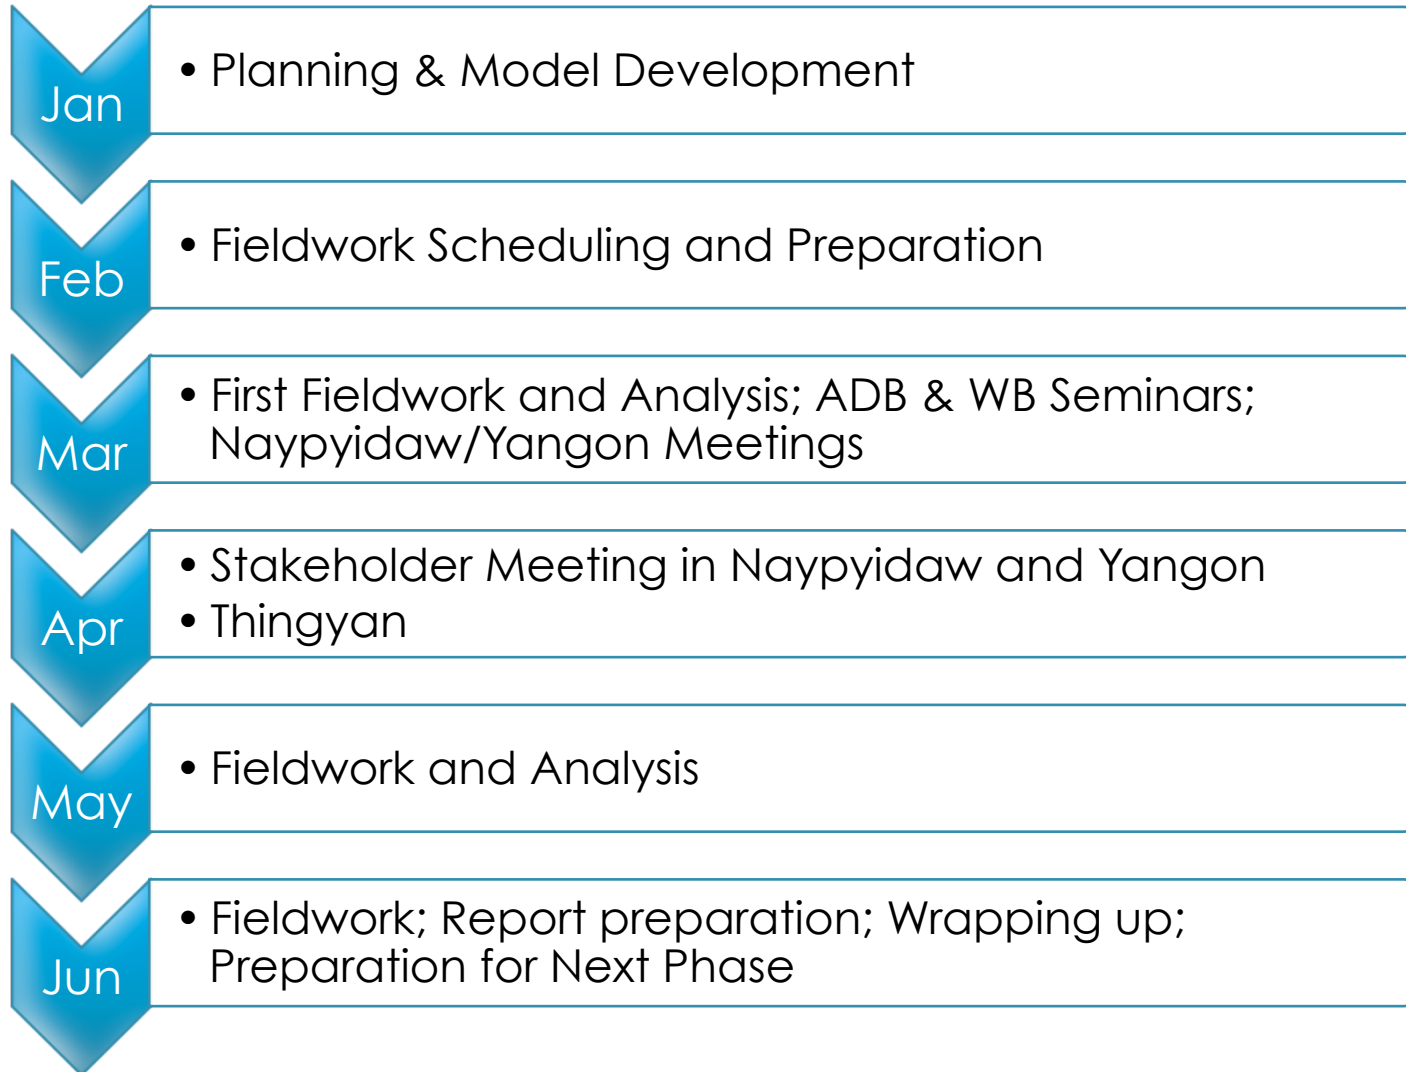 Jan
• Planning & Model Development
Feb
• Fieldwork Scheduling and Preparation
Mar
• First Fieldwork and Analysis; ADB & WB Seminars;
Naypyidaw/Yangon Meetings
Apr
• Stakeholder Meeting in Naypyidaw and Yangon
• Thingyan
May
• Fieldwork and Analysis
Jun
• Fieldwork; Report preparation; Wrapping up;
Preparation for Next Phase